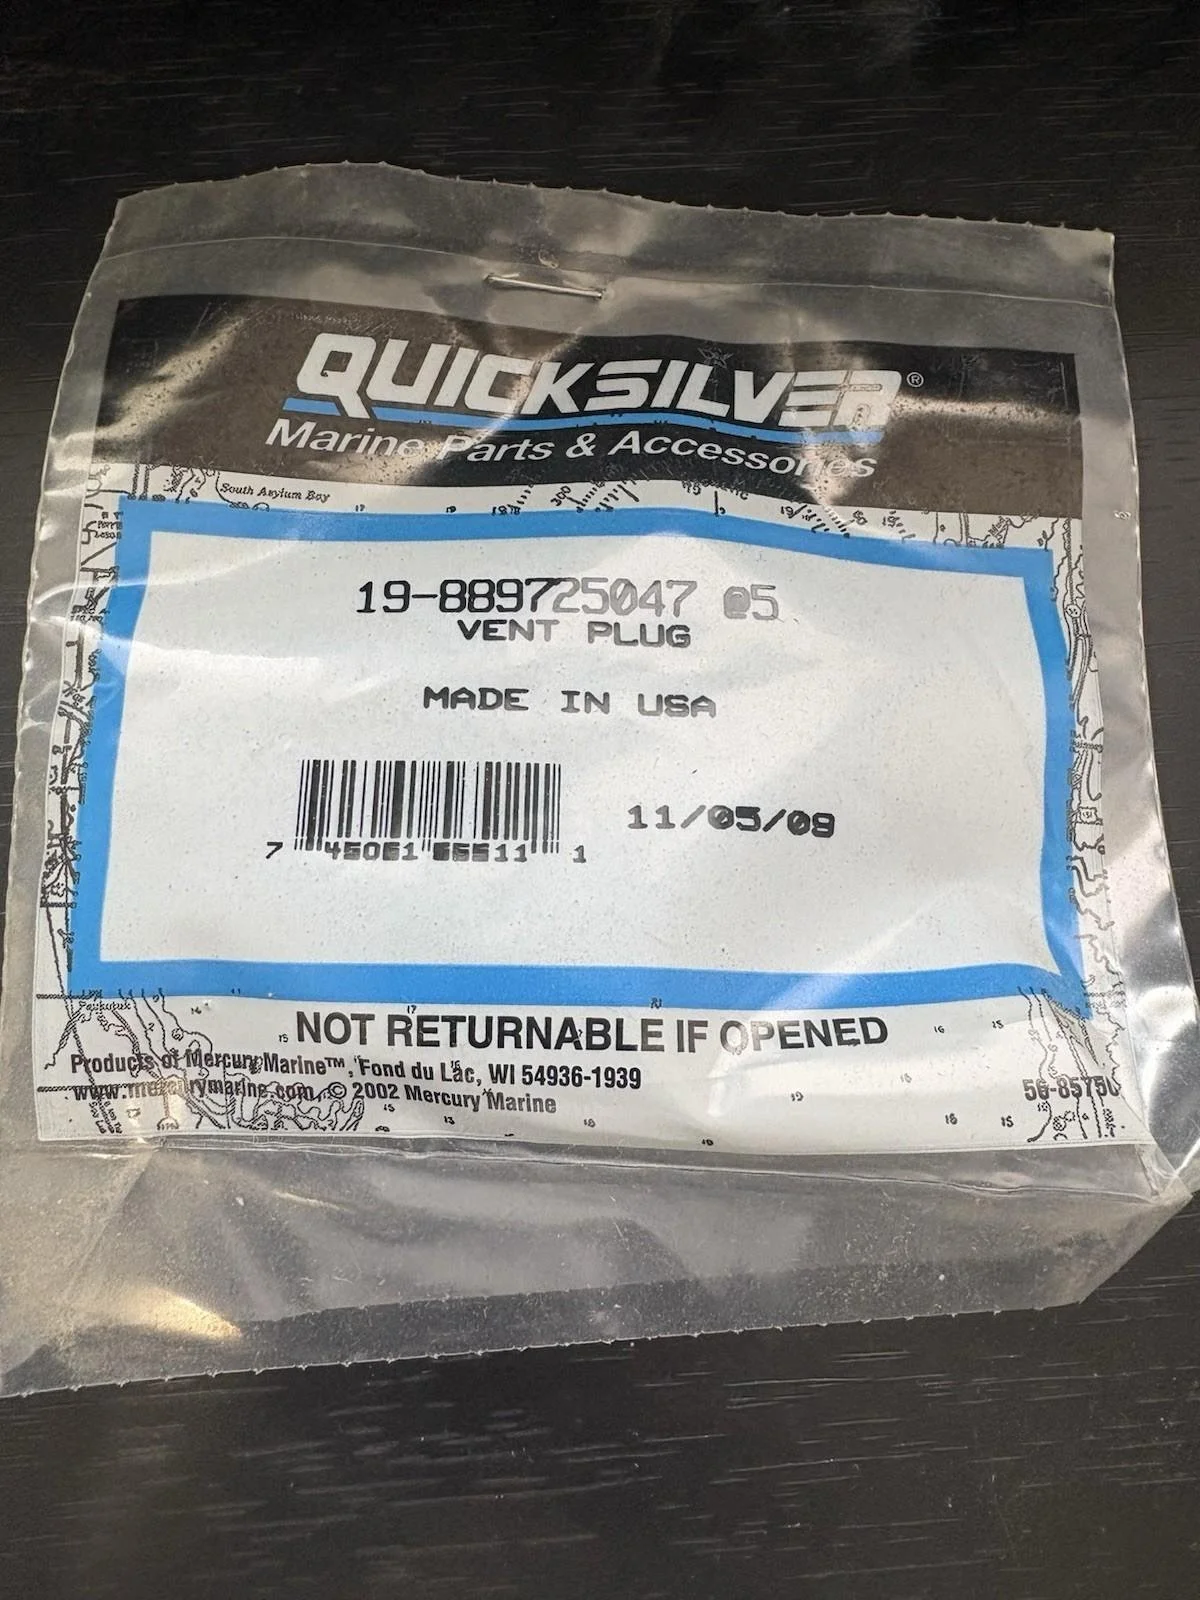 QUICKSILVER®
Marine Parts & Accessories
South Asylum Bay
19-889725047 @5
VENT PLUG
MADE IN USA
11/05/09
7 45061 65511 1
NOT RETURNABLE IF OPENED
Products of Mercury Marine™, Fond du Lac, WI 54936-1939
www.mercurymarine.com, © 2002 Mercury Marine